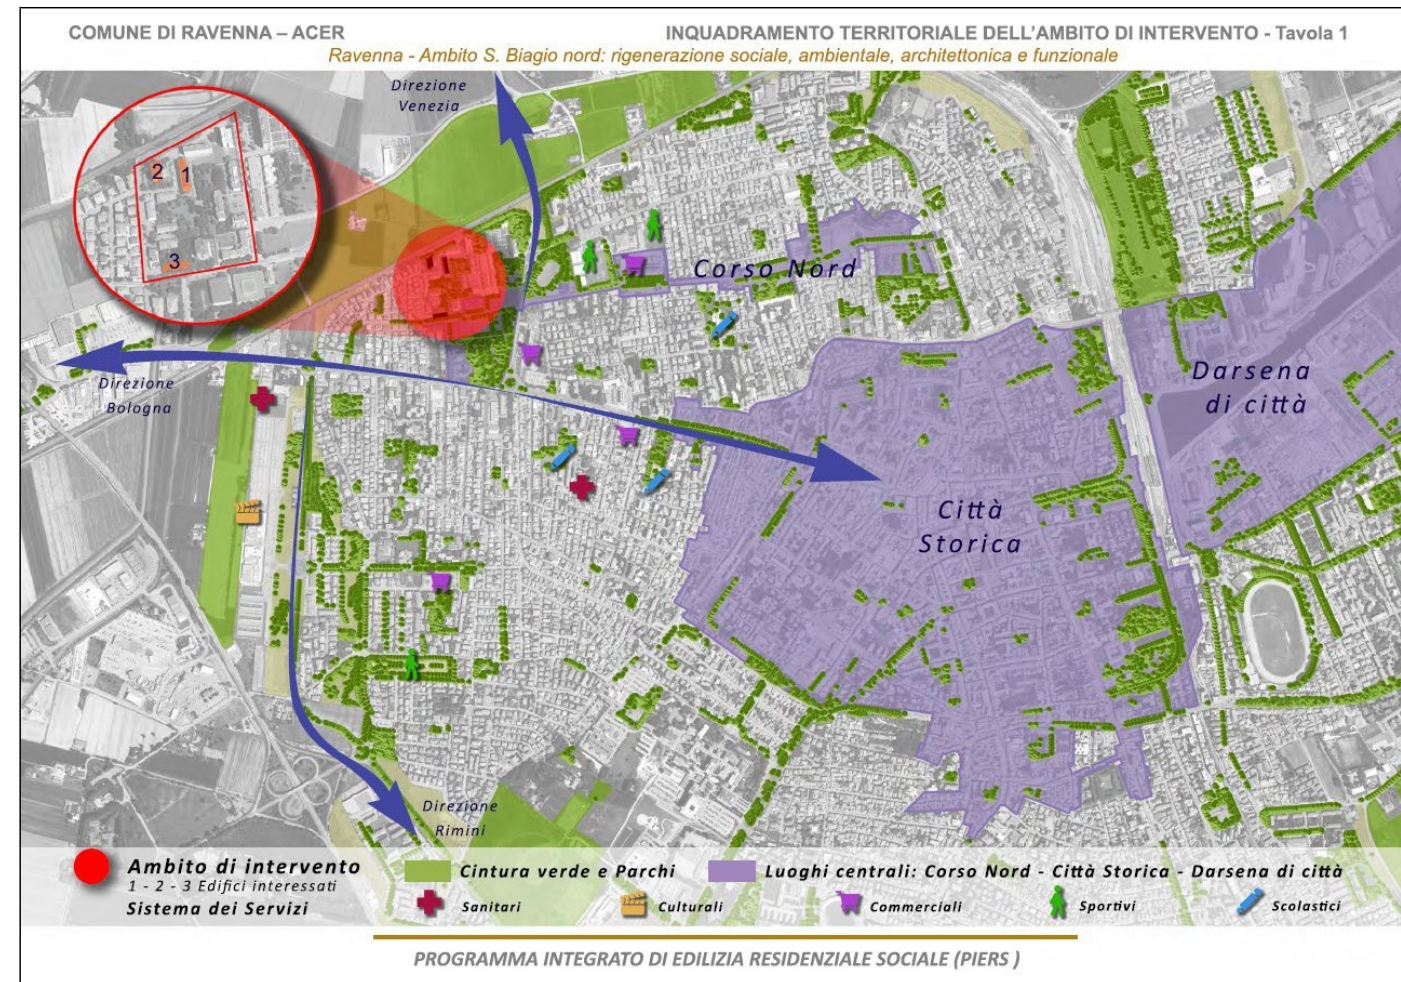 COMUNE DI RAVENNA – ACER
INQUADRAMENTO TERRITORIALE DELL'AMBITO DI INTERVENTO - Tavola 1
Ravenna - Ambito S. Biagio nord: rigenerazione sociale, ambientale, architettonica e funzionale
Direzione
Venezia
2
1
3
Corso Nord
Direzione
Bologna
Darsena
di città
Città
Storica
Direzione
Rimini
Ambito di intervento
1 - 2 - 3 Edifici interessati
Cintura verde e Parchi
Luoghi centrali: Corso Nord - Città Storica - Darsena di città
Sistema dei Servizi
Sanitari
Culturali
Commerciali
Sportivi
Scolastici
PROGRAMMA INTEGRATO DI EDILIZIA RESIDENZIALE SOCIALE (PIERS )